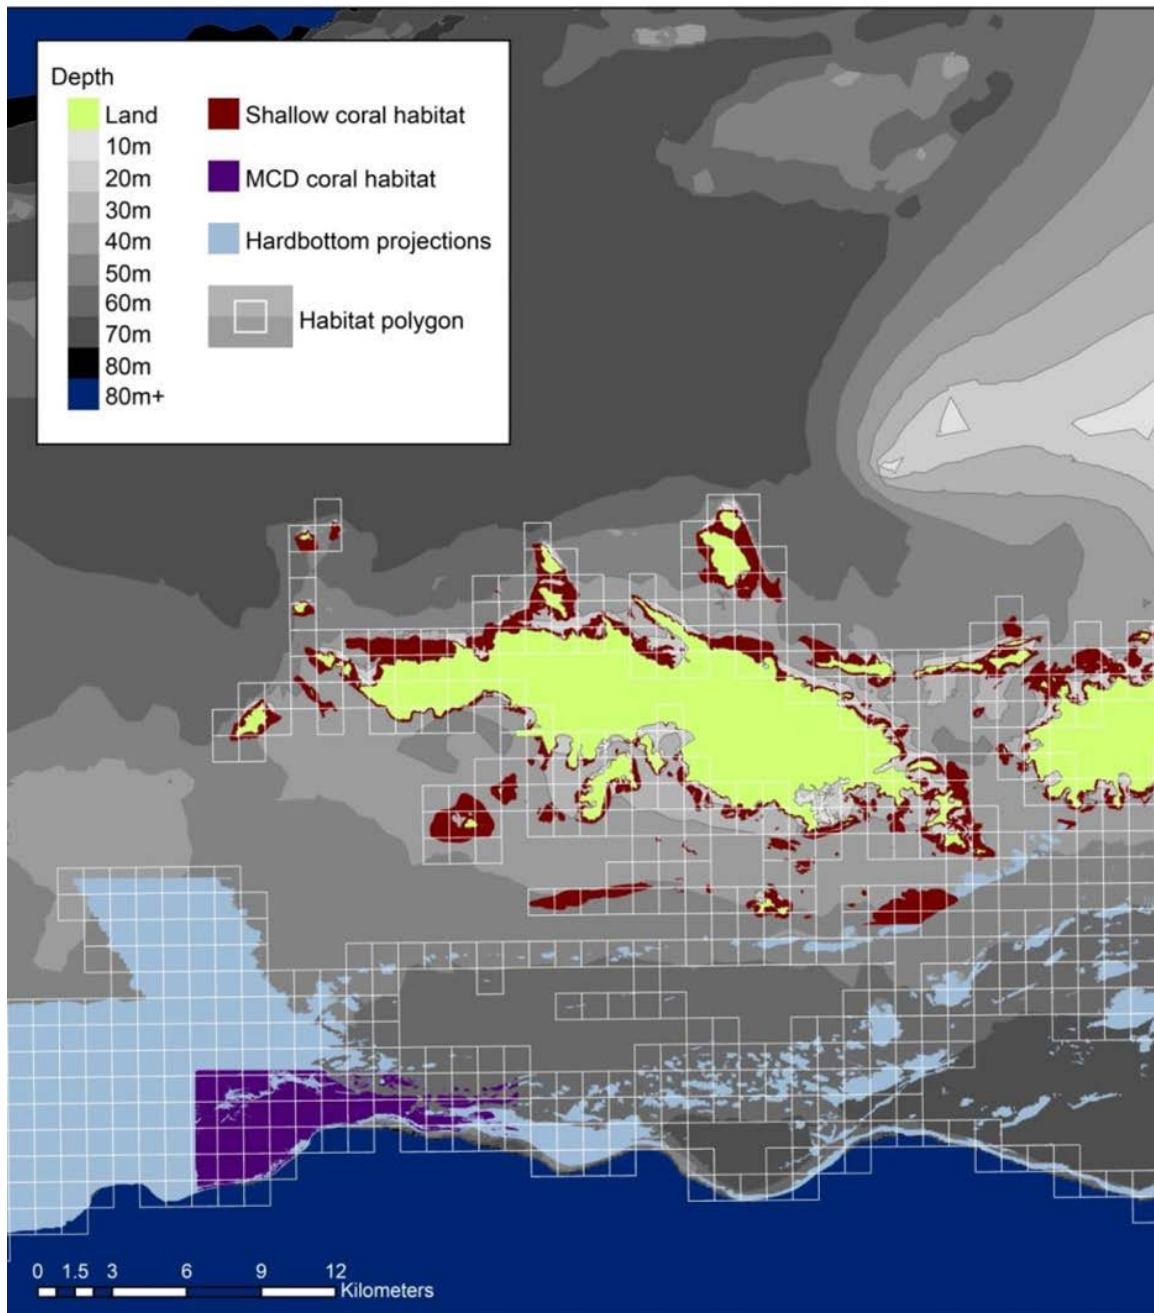 Depth
Land
10m
20m
30m
40m
50m
60m
70m
80m
80m+
Shallow coral habitat
MCD coral habitat
Hardbottom projections
Habitat polygon
0 1.5 3 6 9 12
Kilometers